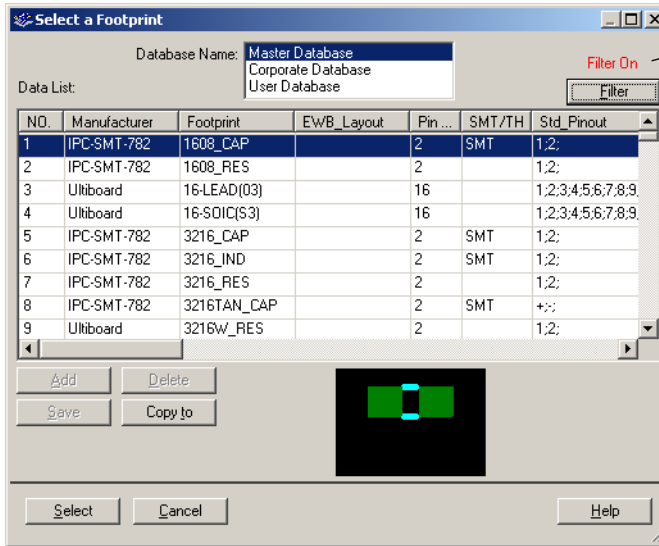 Select a Footprint
Database Name: Master Database
Corporate Database
User Database
Filter On
Data List:
Filter
NO. Manufacturer Footprint EWB_Layout Pin ... SMT/TH Std_Pinout
1 IPC-SMT-782 1608_CAP 2 SMT 1;2;
2 IPC-SMT-782 1608_RES 2 1;2;
3 Ultiboard 16-LEAD(03) 16 1;2;3;4;5;6;7;8;9,
4 Ultiboard 16-SOIC(S3) 16 1;2;3;4;5;6;7;8;9,
5 IPC-SMT-782 3216_CAP 2 SMT 1;2;
6 IPC-SMT-782 3216_IND 2 SMT 1;2;
7 IPC-SMT-782 3216_RES 2 1;2;
8 IPC-SMT-782 3216TAN_CAP 2 SMT +;-;
9 Ultiboard 3216W_RES 2 1;2;
Add Delete
Save Copy to
Select Cancel Help